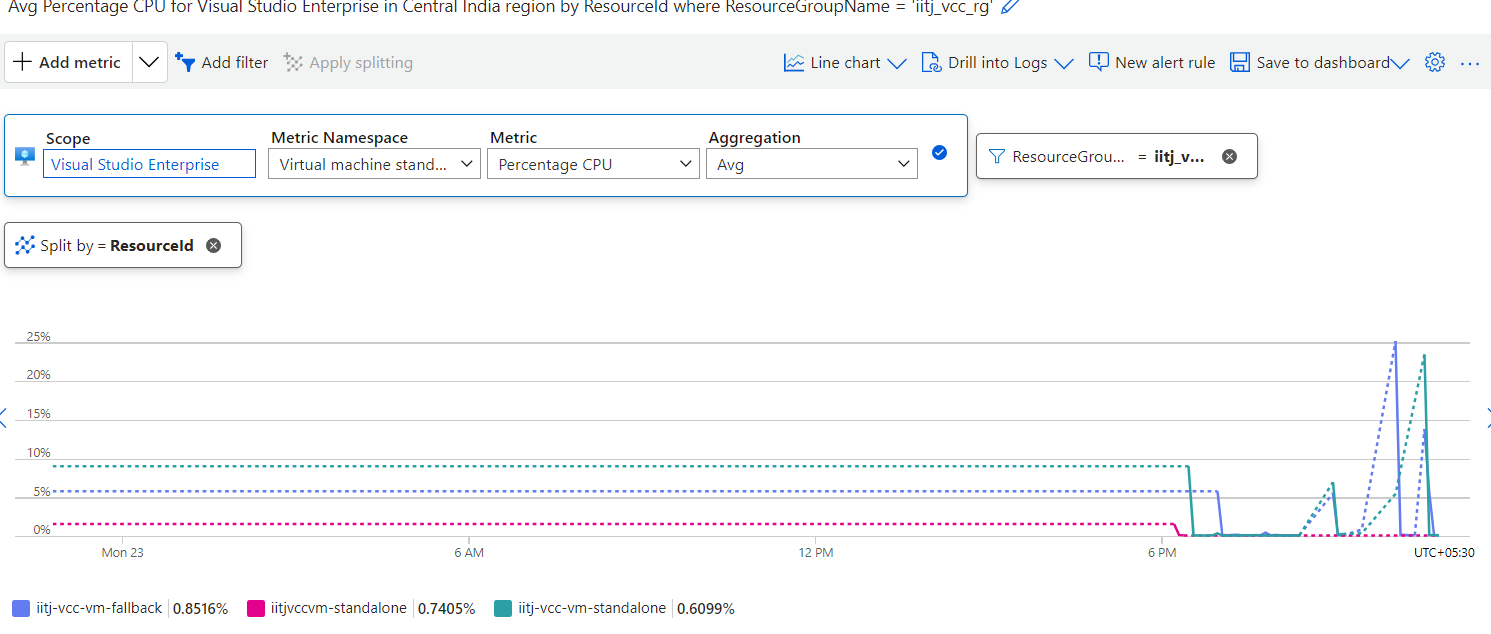 Avg Percentage CPU for Visual Studio Enterprise in Central India region by ResourceId where ResourceGroupName = 'iitj_vcc_rg'
Add metric Add filter Apply splitting Line chart Drill into Logs New alert rule Save to dashboard ...
Scope Metric Namespace Metric Aggregation
Visual Studio Enterprise Virtual machine stand... Percentage CPU Avg
ResourceGrou... = iitj_v...
Split by = ResourceId
25%
20%
15%
10%
5%
0%
Mon 23 6 AM 12 PM 6 PM UTC+05:30
iitj-vcc-vm-fallback 0.8516% iitjvccvm-standalone 0.7405% iitj-vcc-vm-standalone 0.6099%